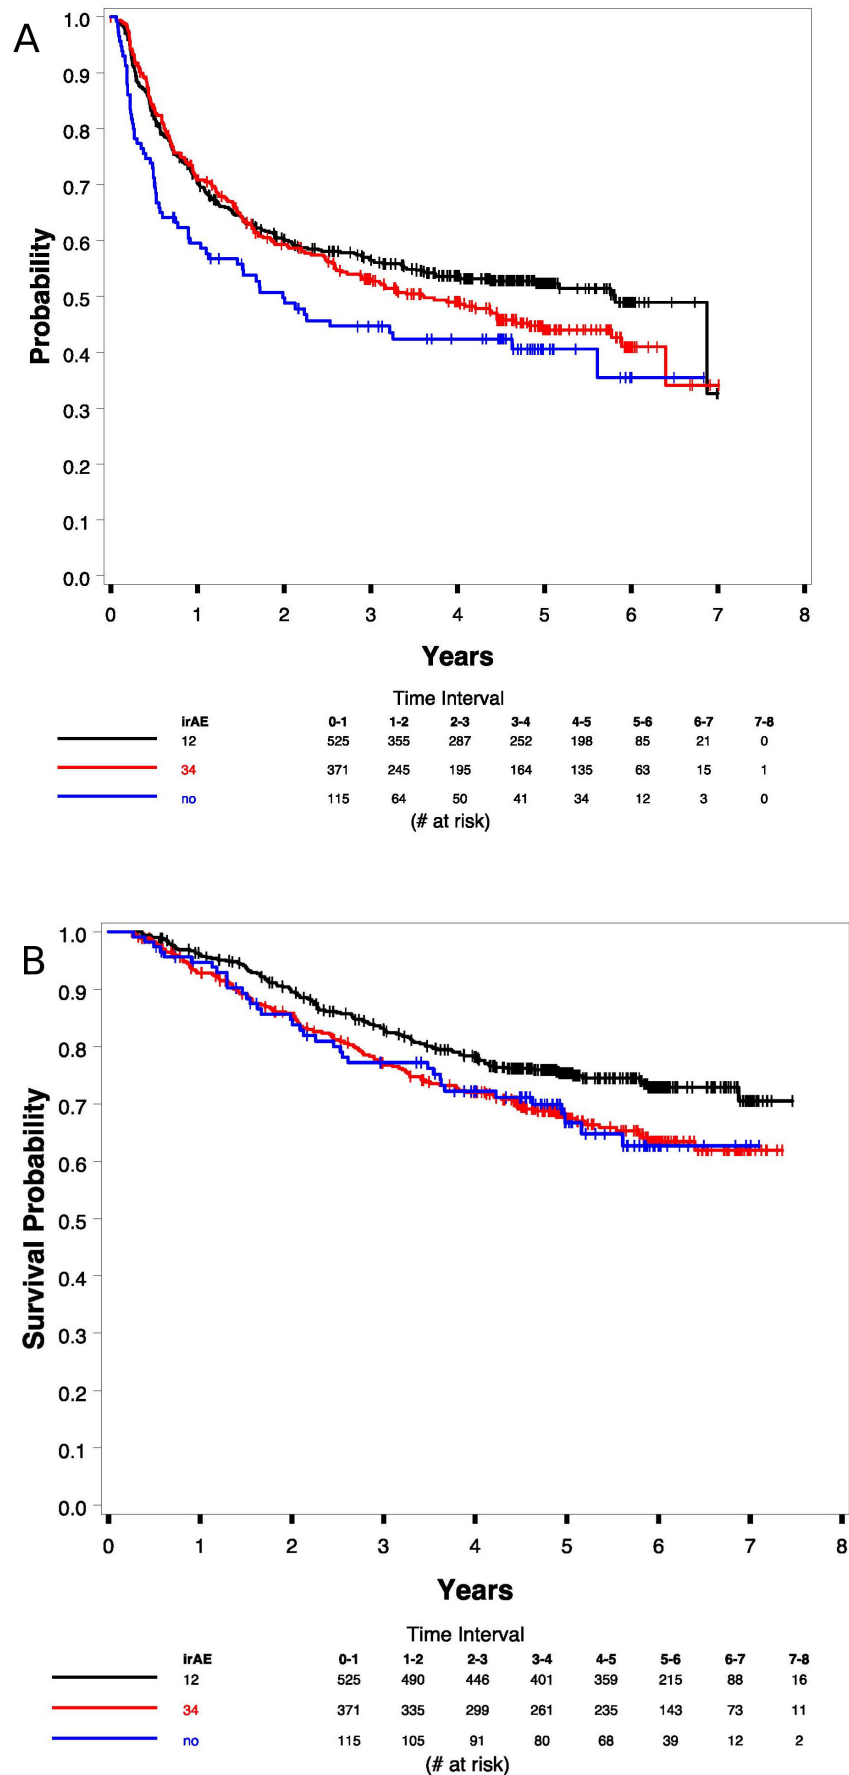 A
1.0
0.9
0.8
0.7
0.6
0.5
0.4
0.3
0.2
0.1
0.0
Probability
0 1 2 3 4 5 6 7 8
Years
Time Interval
irAE 0-1 1-2 2-3 3-4 4-5 5-6 6-7 7-8
12 525 355 287 252 198 85 21 0
34 371 245 195 164 135 63 15 1
no 115 64 50 41 34 12 3 0
(# at risk)
B
1.0
0.9
0.8
0.7
0.6
0.5
0.4
0.3
0.2
0.1
0.0
Survival Probability
0 1 2 3 4 5 6 7 8
Years
Time Interval
irAE 0-1 1-2 2-3 3-4 4-5 5-6 6-7 7-8
12 525 490 446 401 359 215 88 16
34 371 335 299 261 235 143 73 11
no 115 105 91 80 68 39 12 2
(# at risk)